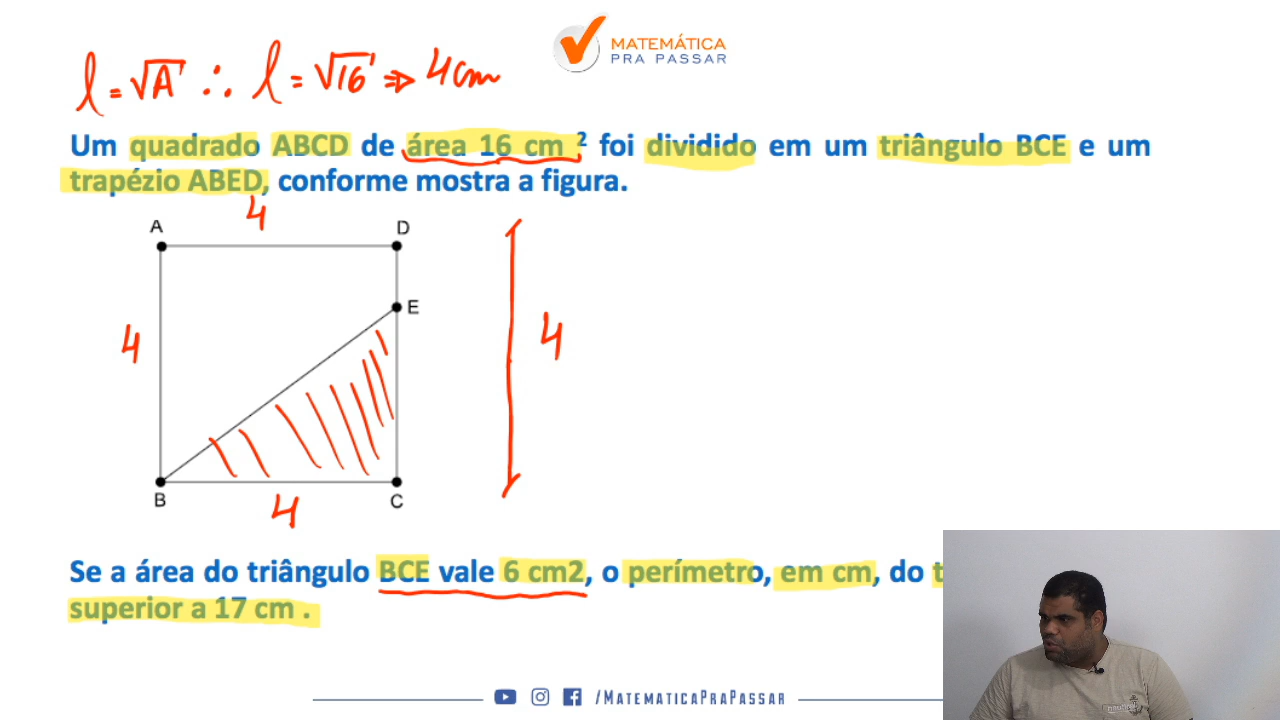 MATEMÁTICA
PRA PASSAR
l = √A ∴ l = √16 ⇒ 4cm
Um quadrado ABCD de área 16 cm ² foi dividido em um triângulo BCE e um
trapézio ABED, conforme mostra a figura.
4
A
D
E
4
4
B
C
4
Se a área do triângulo BCE vale 6 cm2, o perímetro, em cm, do t
superior a 17 cm .
/MATEMATICAPRAPASSAR